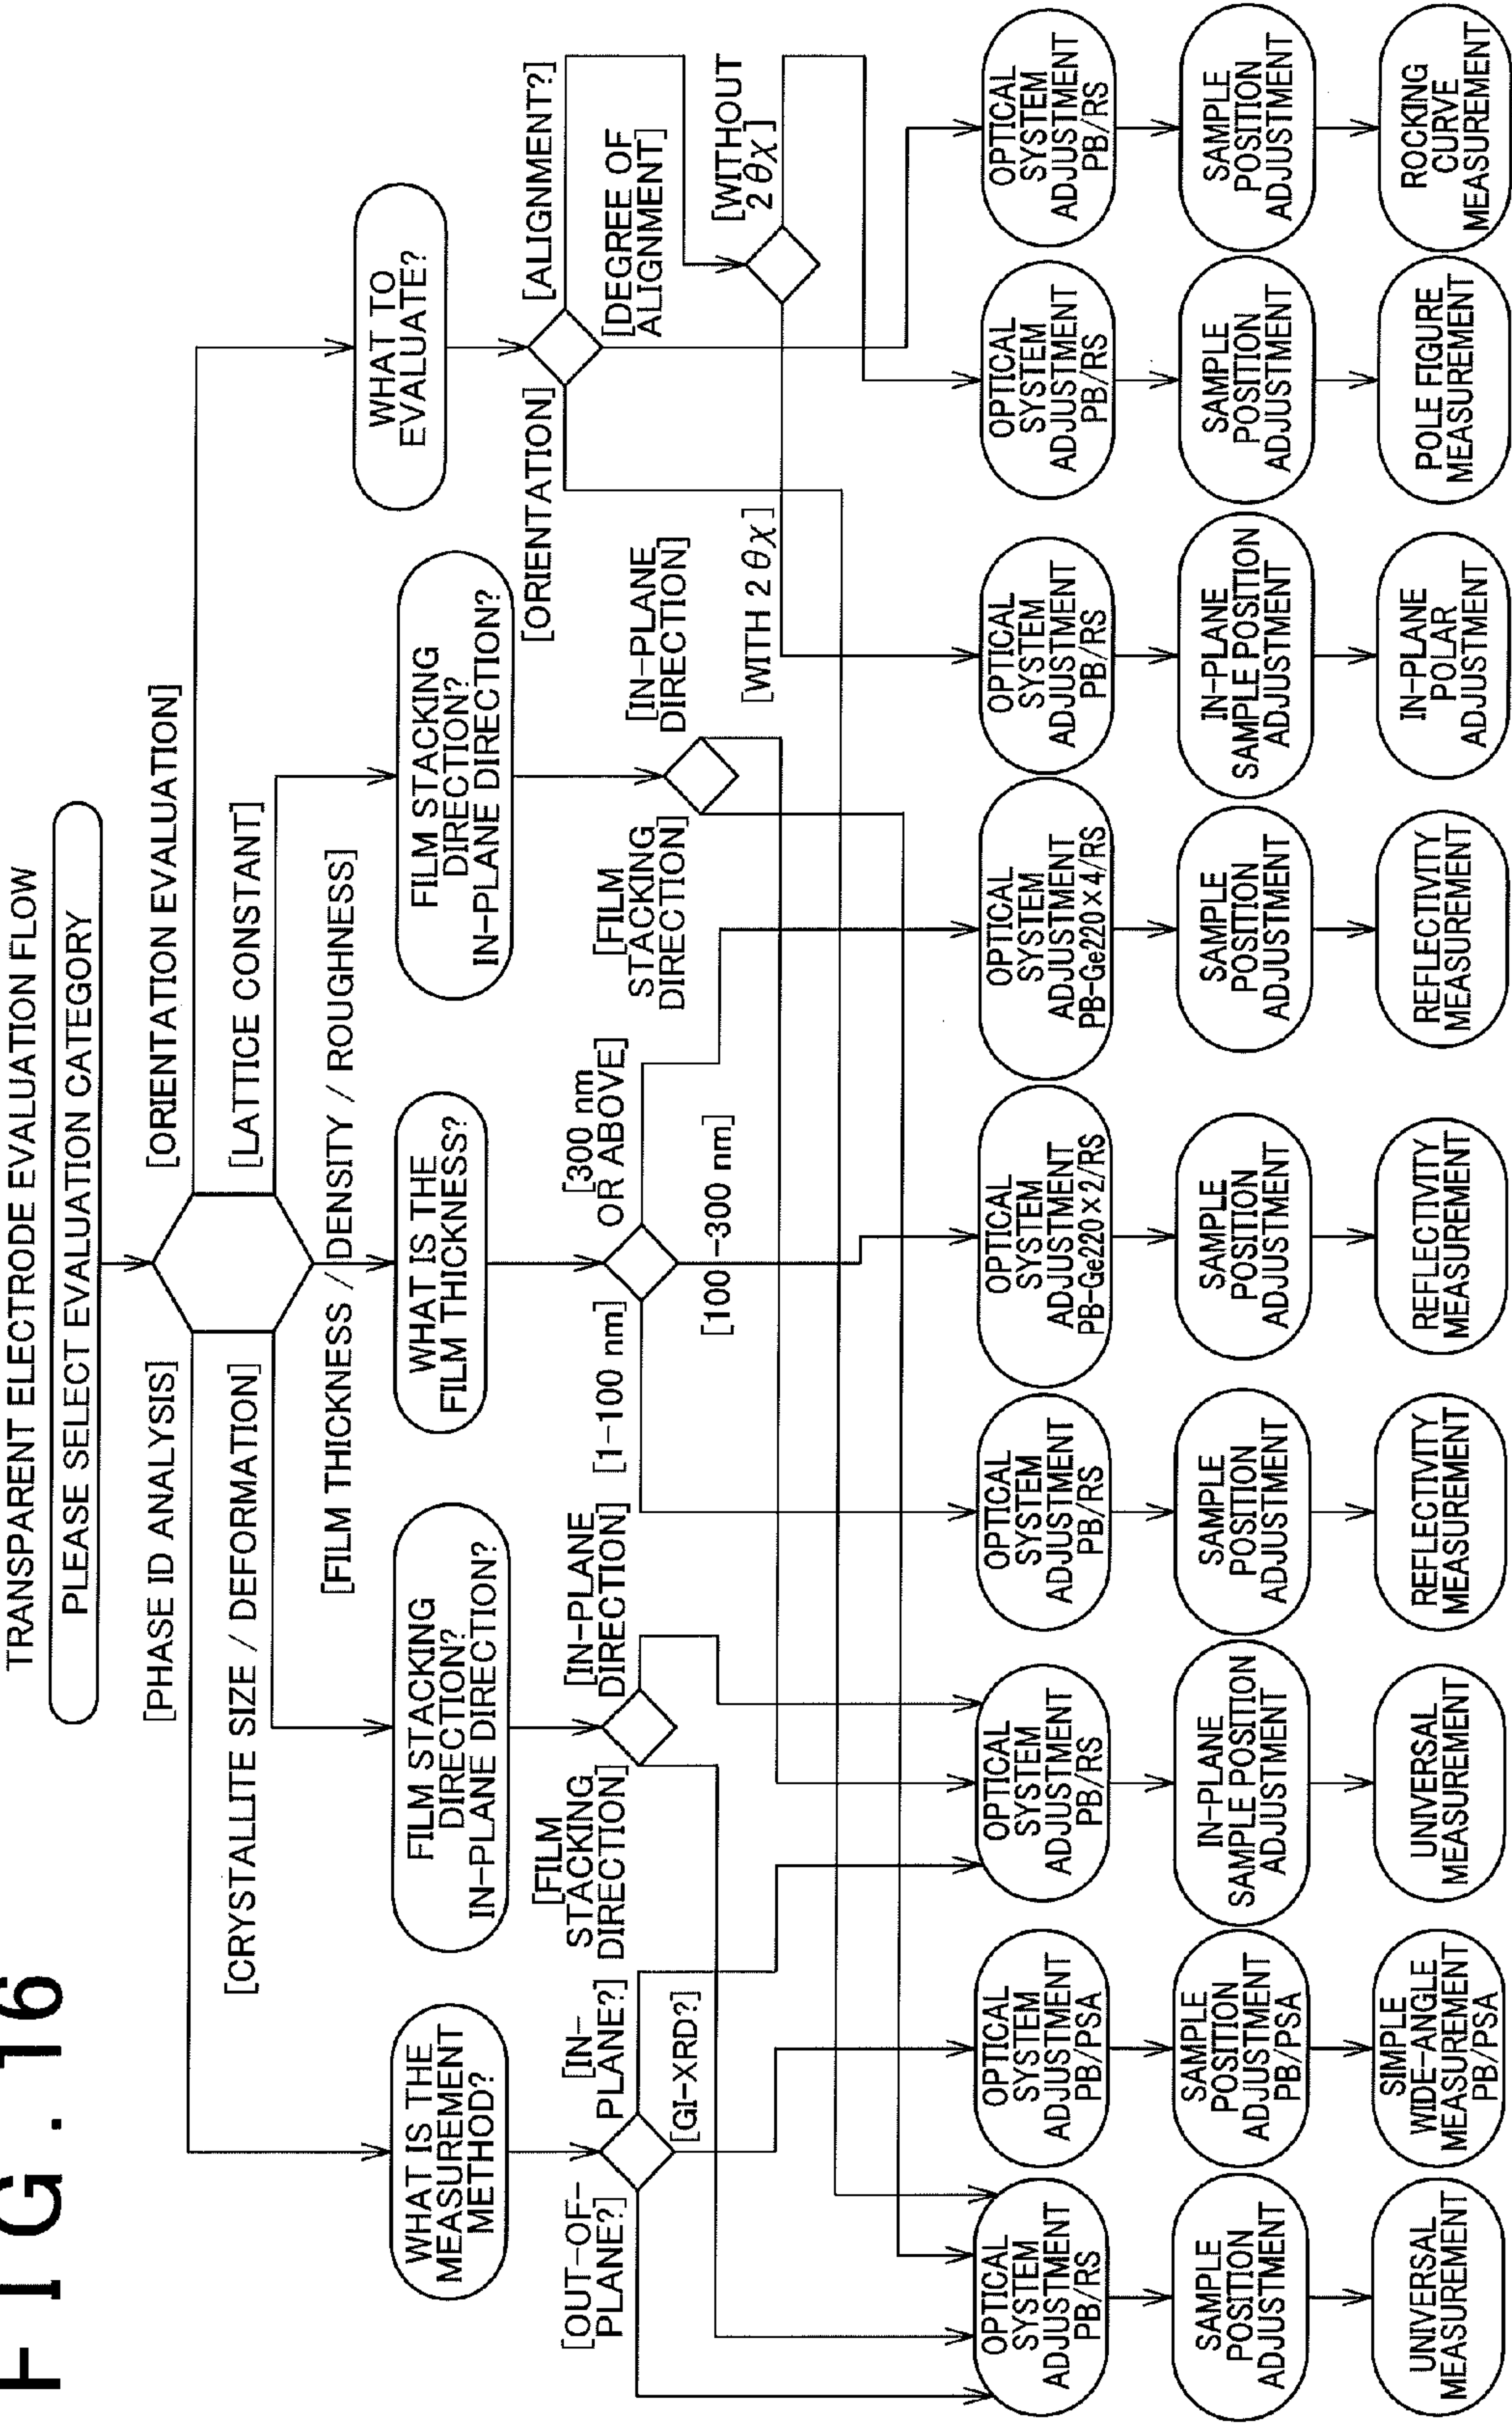 FIG. 16
TRANSPARENT ELECTRODE EVALUATION FLOW
PLEASE SELECT EVALUATION CATEGORY
[PHASE ID ANALYSIS]
[ORIENTATION EVALUATION]
[CRYSTALLITE SIZE / DEFORMATION]
[LATTICE CONSTANT]
[FILM THICKNESS / DENSITY / ROUGHNESS]
WHAT IS THE
MEASUREMENT
METHOD?
FILM STACKING
DIRECTION?
IN-PLANE DIRECTION?
WHAT IS THE
FILM THICKNESS?
FILM STACKING
DIRECTION?
IN-PLANE DIRECTION?
WHAT TO
EVALUATE?
[OUT-OF-
PLANE?]
[IN-
PLANE?]
[GI-XRD?]
[FILM
STACKING
DIRECTION]
[IN-PLANE
DIRECTION]
[1-100 nm]
[300 nm
OR ABOVE]
[100-300 nm]
[FILM
STACKING
DIRECTION]
[IN-PLANE
DIRECTION]
[ORIENTATION]
[ALIGNMENT?]
[DEGREE OF
ALIGNMENT]
[WITH 2θχ]
[WITHOUT
2θχ]
OPTICAL
SYSTEM
ADJUSTMENT
PB/RS
OPTICAL
SYSTEM
ADJUSTMENT
PB/PSA
OPTICAL
SYSTEM
ADJUSTMENT
PB/RS
OPTICAL
SYSTEM
ADJUSTMENT
PB/RS
OPTICAL
SYSTEM
ADJUSTMENT
PB-Ge220×2/RS
OPTICAL
SYSTEM
ADJUSTMENT
PB-Ge220×4/RS
OPTICAL
SYSTEM
ADJUSTMENT
PB/RS
OPTICAL
SYSTEM
ADJUSTMENT
PB/RS
OPTICAL
SYSTEM
ADJUSTMENT
PB/RS
SAMPLE
POSITION
ADJUSTMENT
SAMPLE
POSITION
ADJUSTMENT
PB/PSA
IN-PLANE
SAMPLE POSITION
ADJUSTMENT
SAMPLE
POSITION
ADJUSTMENT
SAMPLE
POSITION
ADJUSTMENT
SAMPLE
POSITION
ADJUSTMENT
IN-PLANE
SAMPLE POSITION
ADJUSTMENT
SAMPLE
POSITION
ADJUSTMENT
SAMPLE
POSITION
ADJUSTMENT
UNIVERSAL
MEASUREMENT
SIMPLE
WIDE-ANGLE
MEASUREMENT
PB/PSA
UNIVERSAL
MEASUREMENT
REFLECTIVITY
MEASUREMENT
REFLECTIVITY
MEASUREMENT
REFLECTIVITY
MEASUREMENT
IN-PLANE
POLAR
ADJUSTMENT
POLE FIGURE
MEASUREMENT
ROCKING
CURVE
MEASUREMENT